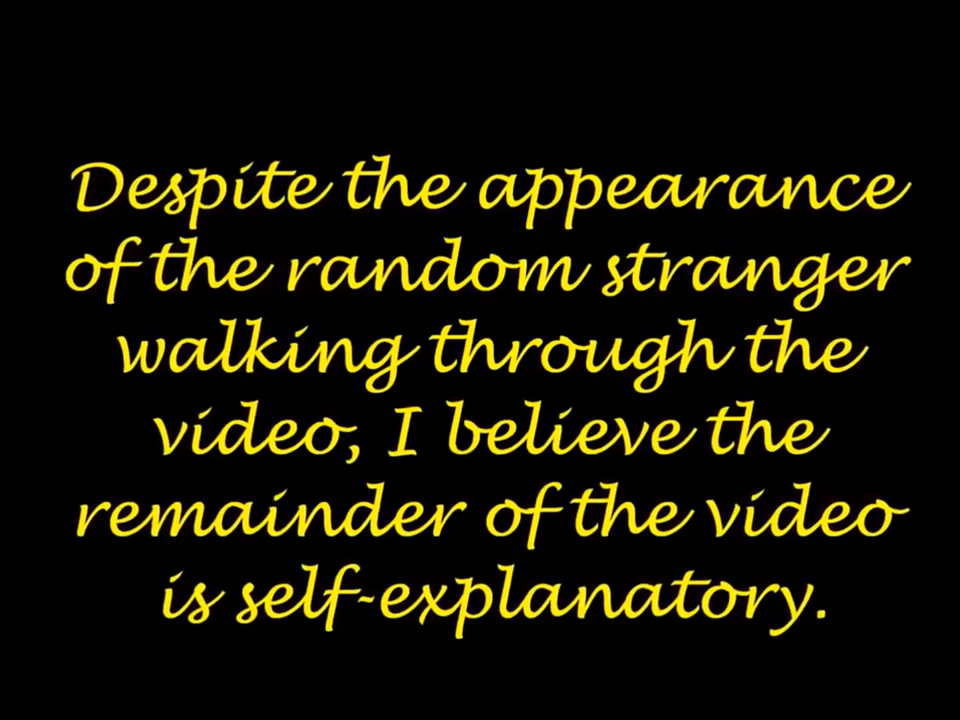 Despite the appearance
of the random stranger
walking through the
video, I believe the
remainder of the video
is self-explanatory.